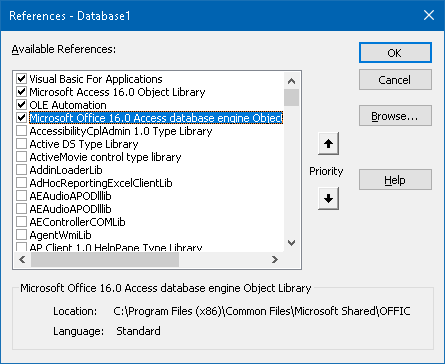 References - Database1
Available References:
OK
Visual Basic For Applications
Microsoft Access 16.0 Object Library
OLE Automation
Microsoft Office 16.0 Access database engine Objec
AccessibilityCplAdmin 1.0 Type Library
Active DS Type Library
ActiveMovie control type library
AddinLoaderLib
AdHocReportingExcelClientLib
AEAudioAPODlllib
AEAudioAPODlllib
AEControllerCOMLib
AgentWmiLib
AP Client 1.0 HelpPane Type Library
Cancel
Browse...
Priority
Help
Microsoft Office 16.0 Access database engine Object Library
Location: C:\Program Files (x86)\Common Files\Microsoft Shared\OFFIC
Language: Standard